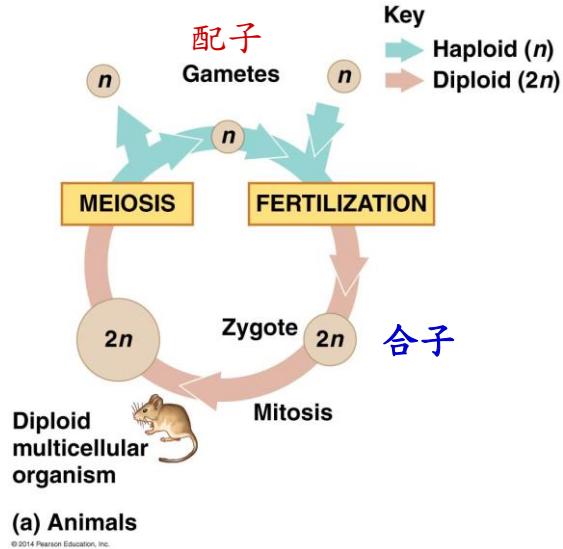 Key
配子
Gametes
Haploid (n)
Diploid (2n)
n
n
n
MEIOSIS
FERTILIZATION
2n
Zygote
2n
合子
Mitosis
Diploid
multicellular
organism
(a) Animals
© 2014 Pearson Education, Inc.